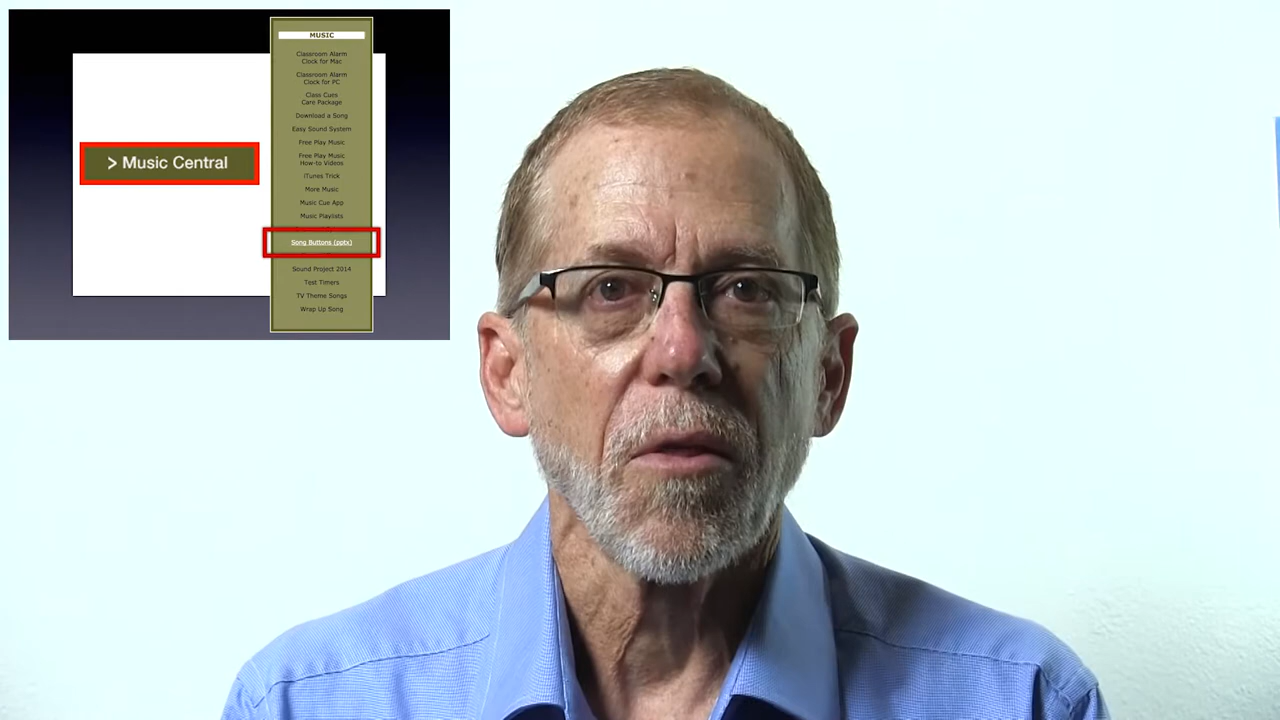 MUSIC
Classroom Alarm
Clock for Mac
Classroom Alarm
Clock for PC
Class Cues
Care Package
Download a Song
Easy Sound System
Free Play Music
Free Play Music
How-to Videos
iTunes Trick
More Music
Music Cue App
Music Playlists
Song Buttons (pptx)
Sound Project 2014
Test Timers
TV Theme Songs
Wrap Up Song
> Music Central